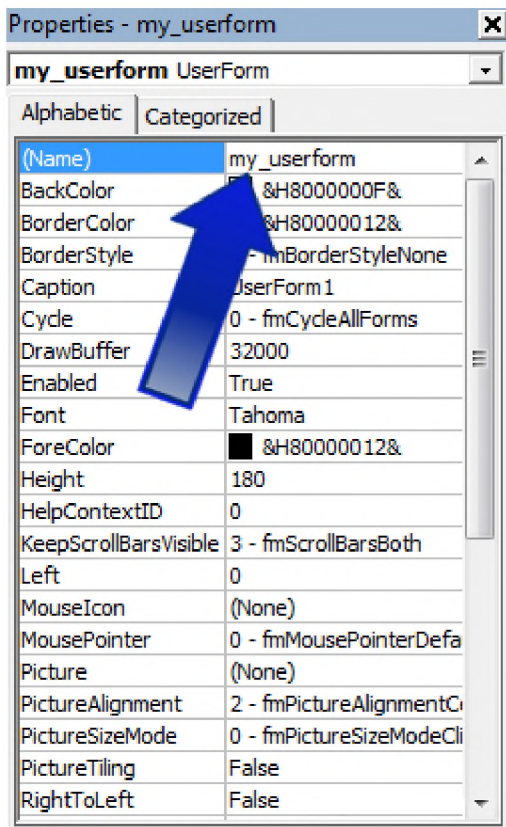 Properties - my_userform
my_userform UserForm
Alphabetic Categorized
(Name) my_userform
BackColor &H8000000F&
BorderColor &H80000012&
BorderStyle - fmBorderStyleNone
Caption UserForm1
Cycle 0 - fmCycleAllForms
DrawBuffer 32000
Enabled True
Font Tahoma
ForeColor &H80000012&
Height 180
HelpContextID 0
KeepScrollBarsVisible 3 - fmScrollBarsBoth
Left 0
MouseIcon (None)
MousePointer 0 - fmMousePointerDefa
Picture (None)
PictureAlignment 2 - fmPictureAlignmentC
PictureSizeMode 0 - fmPictureSizeModeCli
PictureTiling False
RightToLeft False